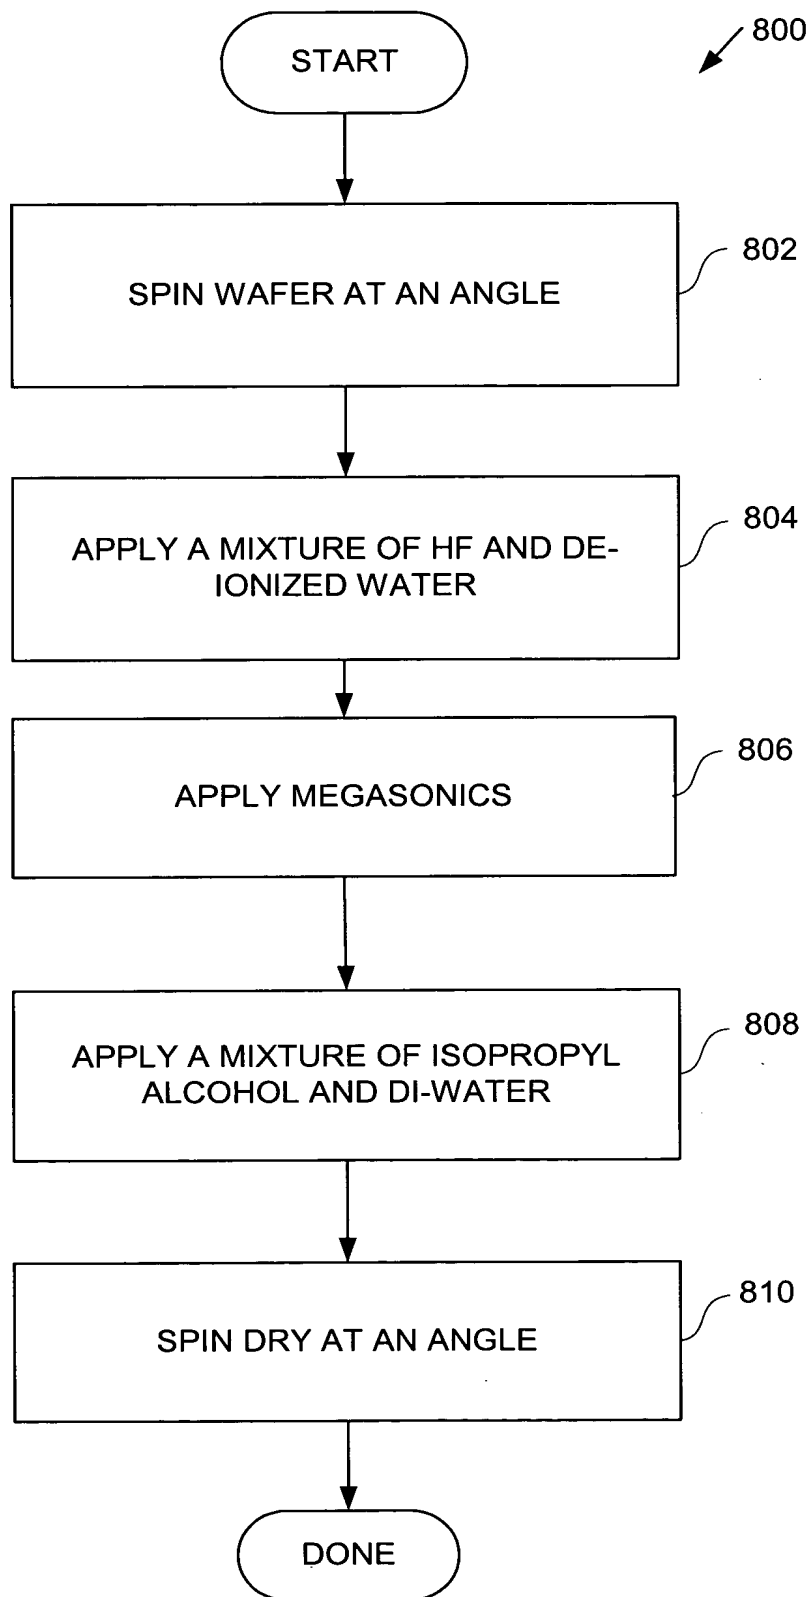 START
800
SPIN WAFER AT AN ANGLE
802
APPLY A MIXTURE OF HF AND DE-
IONIZED WATER
804
APPLY MEGASONICS
806
APPLY A MIXTURE OF ISOPROPYL
ALCOHOL AND DI-WATER
808
SPIN DRY AT AN ANGLE
810
DONE